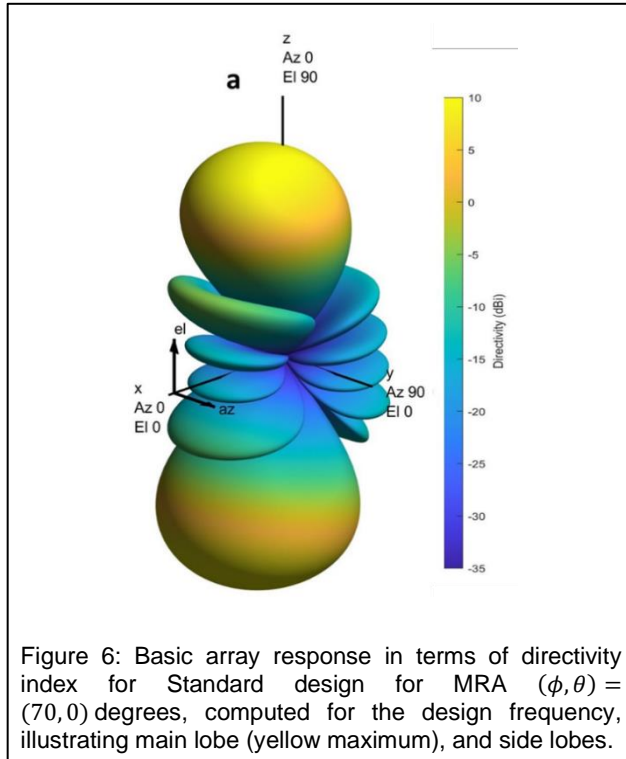 z
Az 0
El 90
a
10
5
0
-5
-10
-15
-20
-25
-30
-35
Directivity (dBi)
el
x
Az 0
El 0
az
y
Az 90
El 0
Figure 6: Basic array response in terms of directivity
index for Standard design for MRA (ϕ, θ) =
(70, 0) degrees, computed for the design frequency,
illustrating main lobe (yellow maximum), and side lobes.